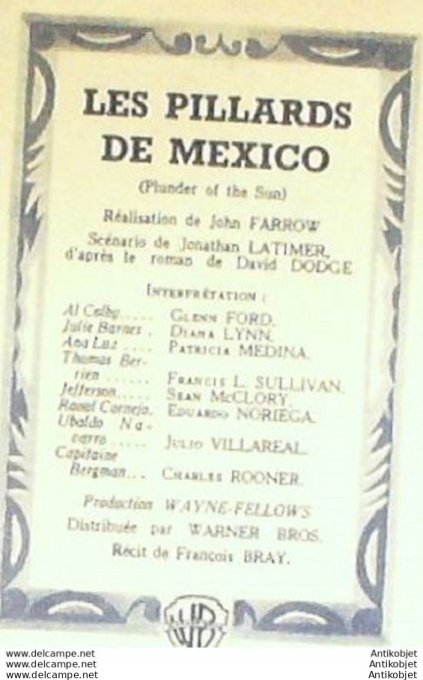 LES PILLARDS
DE MEXICO
(Plunder of the Sun)
Réalisation de John FARROW
Scénario de Jonathan LATIMER,
d'après le roman de David DODGE
INTERPRÉTATION :
Al Colby..... GLENN FORD.
Julie Barnes . DIANA LYNN.
Ana Luz .... PATRICIA MEDINA.
Thomas Ber-
rien ...... FRANCIS L. SULLIVAN.
Jefferson..... SEAN MCCLORY.
Raoul Cornejo. EDUARDO NORIEGA.
Ubaldo Na-
varro ..... JULIO VILLAREAL.
Capitaine
Bergman... CHARLES ROONER.
Production WAYNE-FELLOWS
Distribuée par WARNER BROS.
Récit de François BRAY.
WB
www.delcampe.net Antikobjet
www.delcampe.net Antikobjet
www.delcampe.net Antikobjet